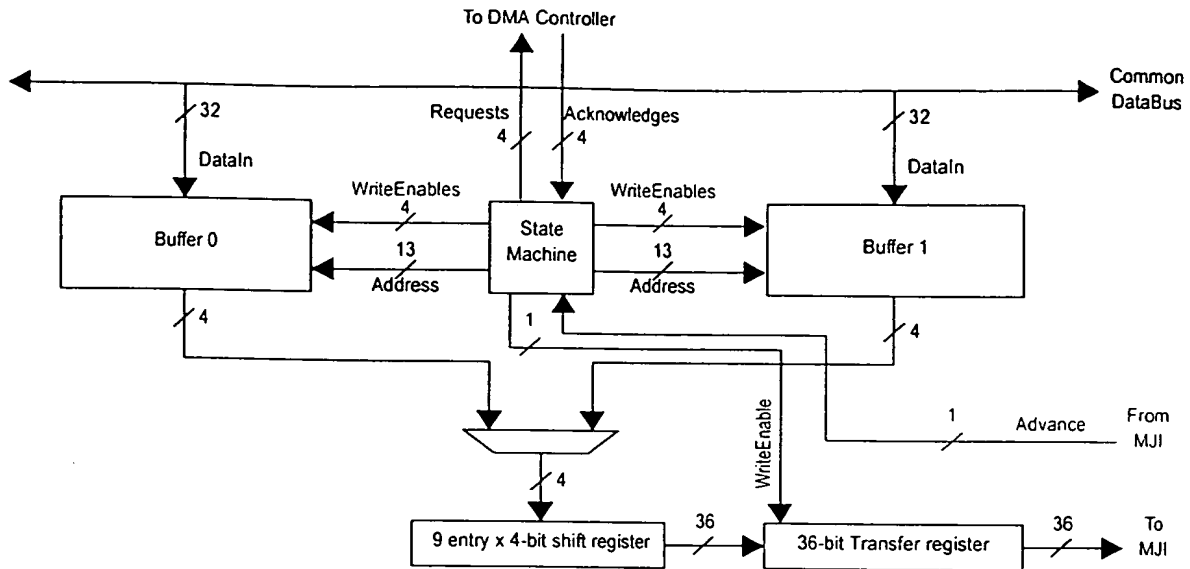 To DMA Controller
Common
DataBus
32
Requests
4
Acknowledges
4
32
DataIn
DataIn
WriteEnables
4
WriteEnables
4
Buffer 0
State
Machine
Buffer 1
13
Address
13
Address
4
1
4
WriteEnable
1
Advance
From
MJI
4
9 entry x 4-bit shift register
36
36-bit Transfer register
36
To
MJI